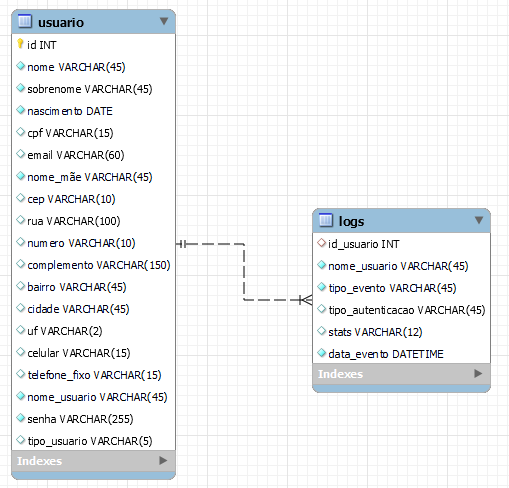 usuario
id INT
nome VARCHAR(45)
sobrenome VARCHAR(45)
nascimento DATE
cpf VARCHAR(15)
email VARCHAR(60)
nome_mãe VARCHAR(45)
cep VARCHAR(10)
rua VARCHAR(100)
numero VARCHAR(10)
complemento VARCHAR(150)
bairro VARCHAR(45)
cidade VARCHAR(45)
uf VARCHAR(2)
celular VARCHAR(15)
telefone_fixo VARCHAR(15)
nome_usuario VARCHAR(45)
senha VARCHAR(255)
tipo_usuario VARCHAR(5)
Indexes
logs
id_usuario INT
nome_usuario VARCHAR(45)
tipo_evento VARCHAR(45)
tipo_autenticacao VARCHAR(45)
stats VARCHAR(12)
data_evento DATETIME
Indexes